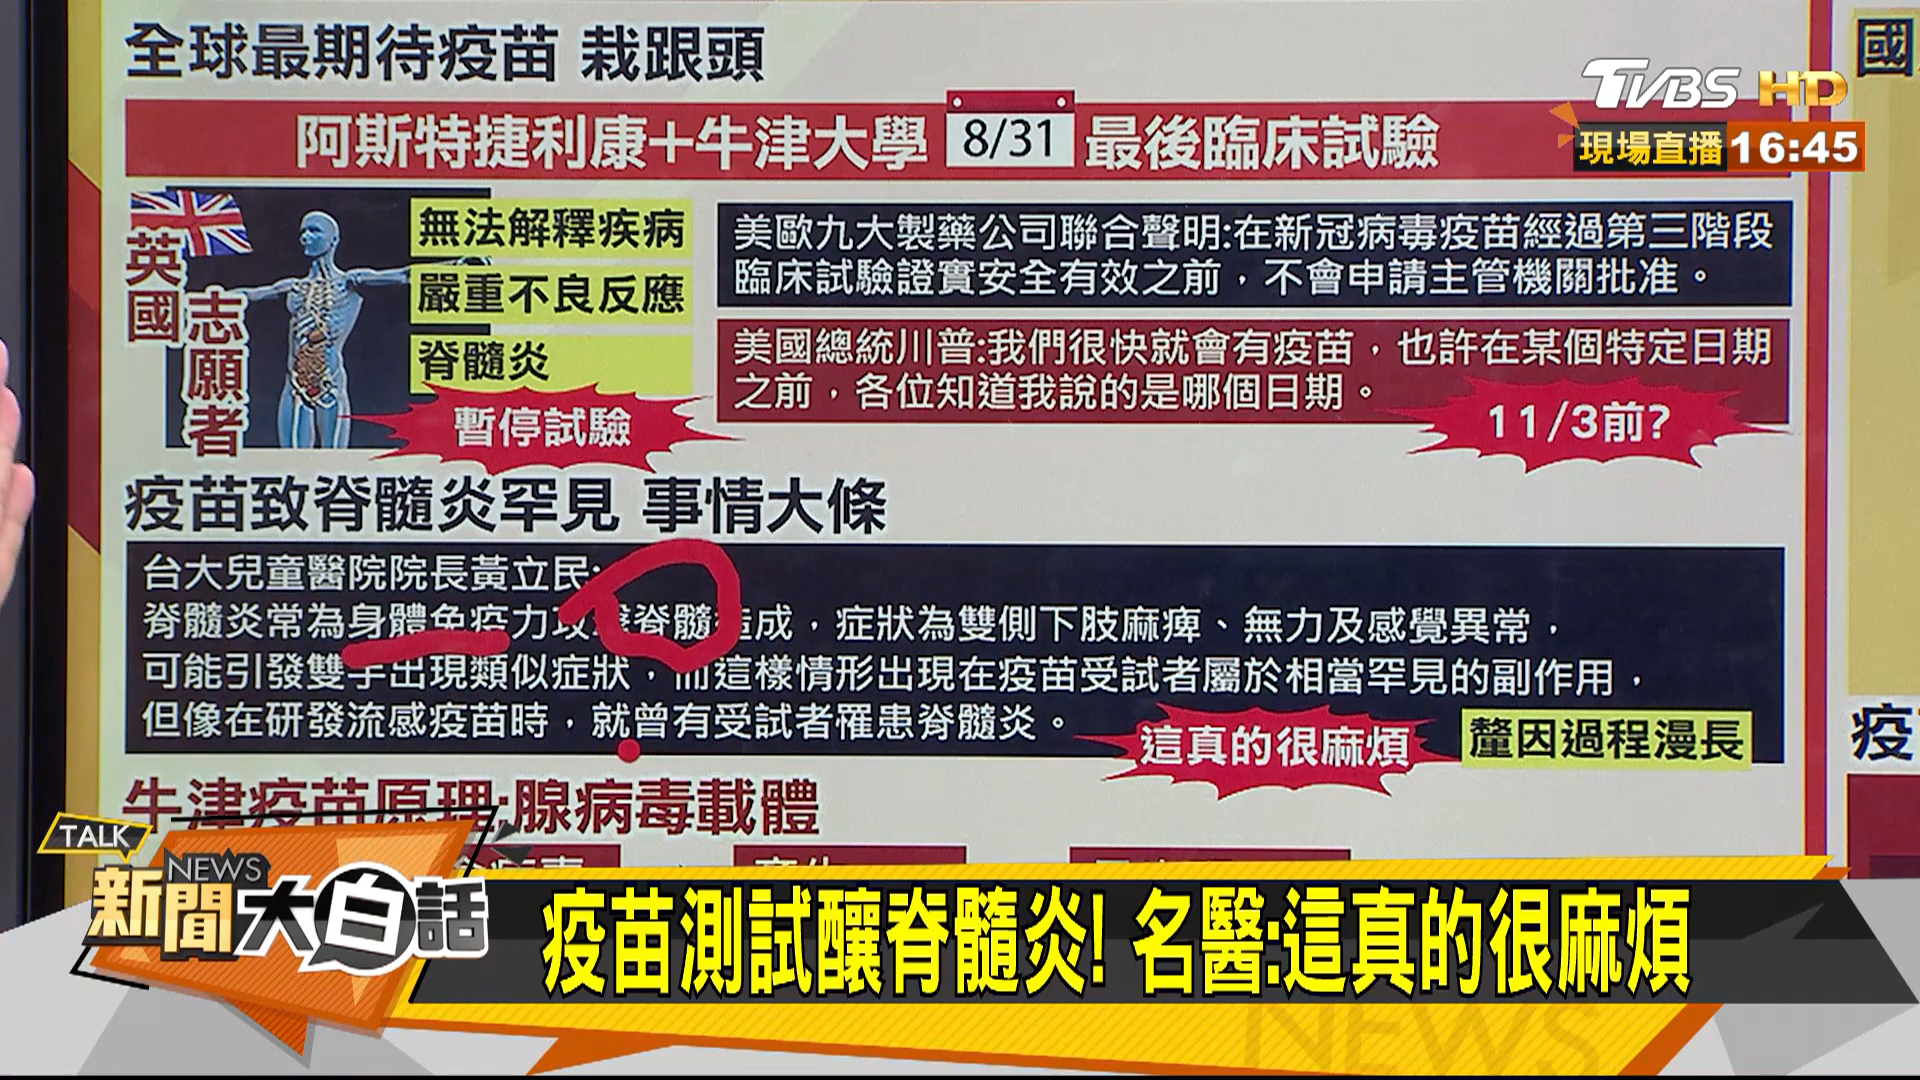 全球最期待疫苗 栽跟頭
TVBS HD
現場直播 16:45
國
阿斯特捷利康+牛津大學 8/31 最後臨床試驗
英國
志願者
無法解釋疾病
嚴重不良反應
脊髓炎
暫停試驗
美歐九大製藥公司聯合聲明:在新冠病毒疫苗經過第三階段
臨床試驗證實安全有效之前，不會申請主管機關批准。
美國總統川普:我們很快就會有疫苗，也許在某個特定日期
之前，各位知道我說的是哪個日期。
11/3前?
疫苗致脊髓炎罕見 事情大條
台大兒童醫院院長黃立民:
脊髓炎常為身體免疫力攻擊脊髓造成，症狀為雙側下肢麻痺、無力及感覺異常，
可能引發雙手出現類似症狀，而這樣情形出現在疫苗受試者屬於相當罕見的副作用，
但像在研發流感疫苗時，就曾有受試者罹患脊髓炎。
這真的很麻煩
釐因過程漫長
疫
牛津疫苗原理:腺病毒載體
TALK
NEWS
新聞大白話
疫苗測試釀脊髓炎! 名醫:這真的很麻煩
NEWS